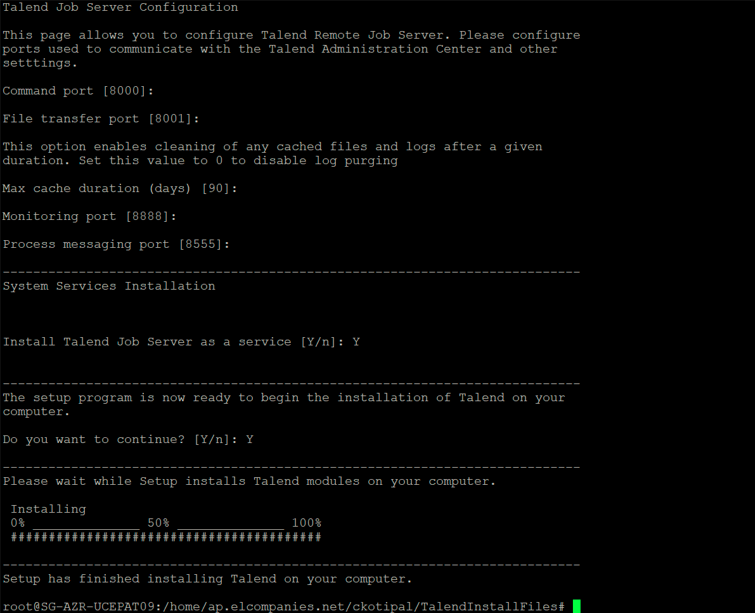 Talend Job Server Configuration
This page allows you to configure Talend Remote Job Server. Please configure
ports used to communicate with the Talend Administration Center and other
setttings.
Command port [8000]:
File transfer port [8001]:
This option enables cleaning of any cached files and logs after a given
duration. Set this value to 0 to disable log purging
Max cache duration (days) [90]:
Monitoring port [8888]:
Process messaging port [8555]:
----------------------------------------------------------------------------
System Services Installation
Install Talend Job Server as a service [Y/n]: Y
----------------------------------------------------------------------------
The setup program is now ready to begin the installation of Talend on your
computer.
Do you want to continue? [Y/n]: Y
----------------------------------------------------------------------------
Please wait while Setup installs Talend modules on your computer.
Installing
0% ______________ 50% ______________ 100%
#########################################
----------------------------------------------------------------------------
Setup has finished installing Talend on your computer.
root@SG-AZR-UCEPAT09:/home/ap.elcompanies.net/ckotipal/TalendInstallFiles#